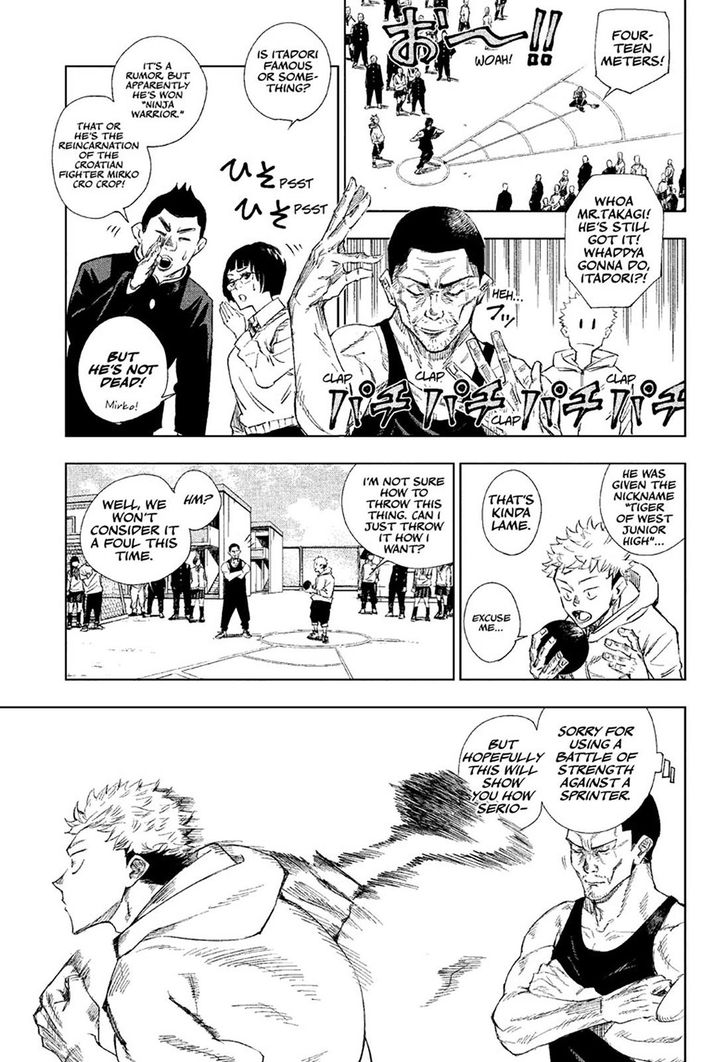 FOUR-
TEEN
METERS!
おーーー!!
WOAH!
WHOA
MR.TAKAGI!
HE'S STILL
GOT IT!
WHADDYA
GONNA DO,
ITADORI?!
HEH...
フッ
CLAP
CLAP
CLAP
CLAP
パチ パチ パチ パチ
IS ITADORI
FAMOUS
OR SOME-
THING?
IT'S A
RUMOR, BUT
APPARENTLY
HE'S WON
"NINJA
WARRIOR."
THAT OR
HE'S THE
REINCARNATION
OF THE
CROATIAN
FIGHTER MIRKO
CRO CROP!
ひそ
PSST
ひそ
PSST
BUT
HE'S NOT
DEAD!
Mirko!
HE WAS
GIVEN THE
NICKNAME
"TIGER
OF WEST
JUNIOR
HIGH"...
THAT'S
KINDA
LAME.
EXCUSE
ME...
I'M NOT SURE
HOW TO
THROW THIS
THING. CAN I
JUST THROW
IT HOW I
WANT?
HM?
WELL, WE
WON'T
CONSIDER IT
A FOUL THIS
TIME.
SORRY FOR
USING A
BATTLE OF
STRENGTH
AGAINST A
SPRINTER.
BUT
HOPEFULLY
THIS WILL
SHOW
YOU HOW
SERIO-